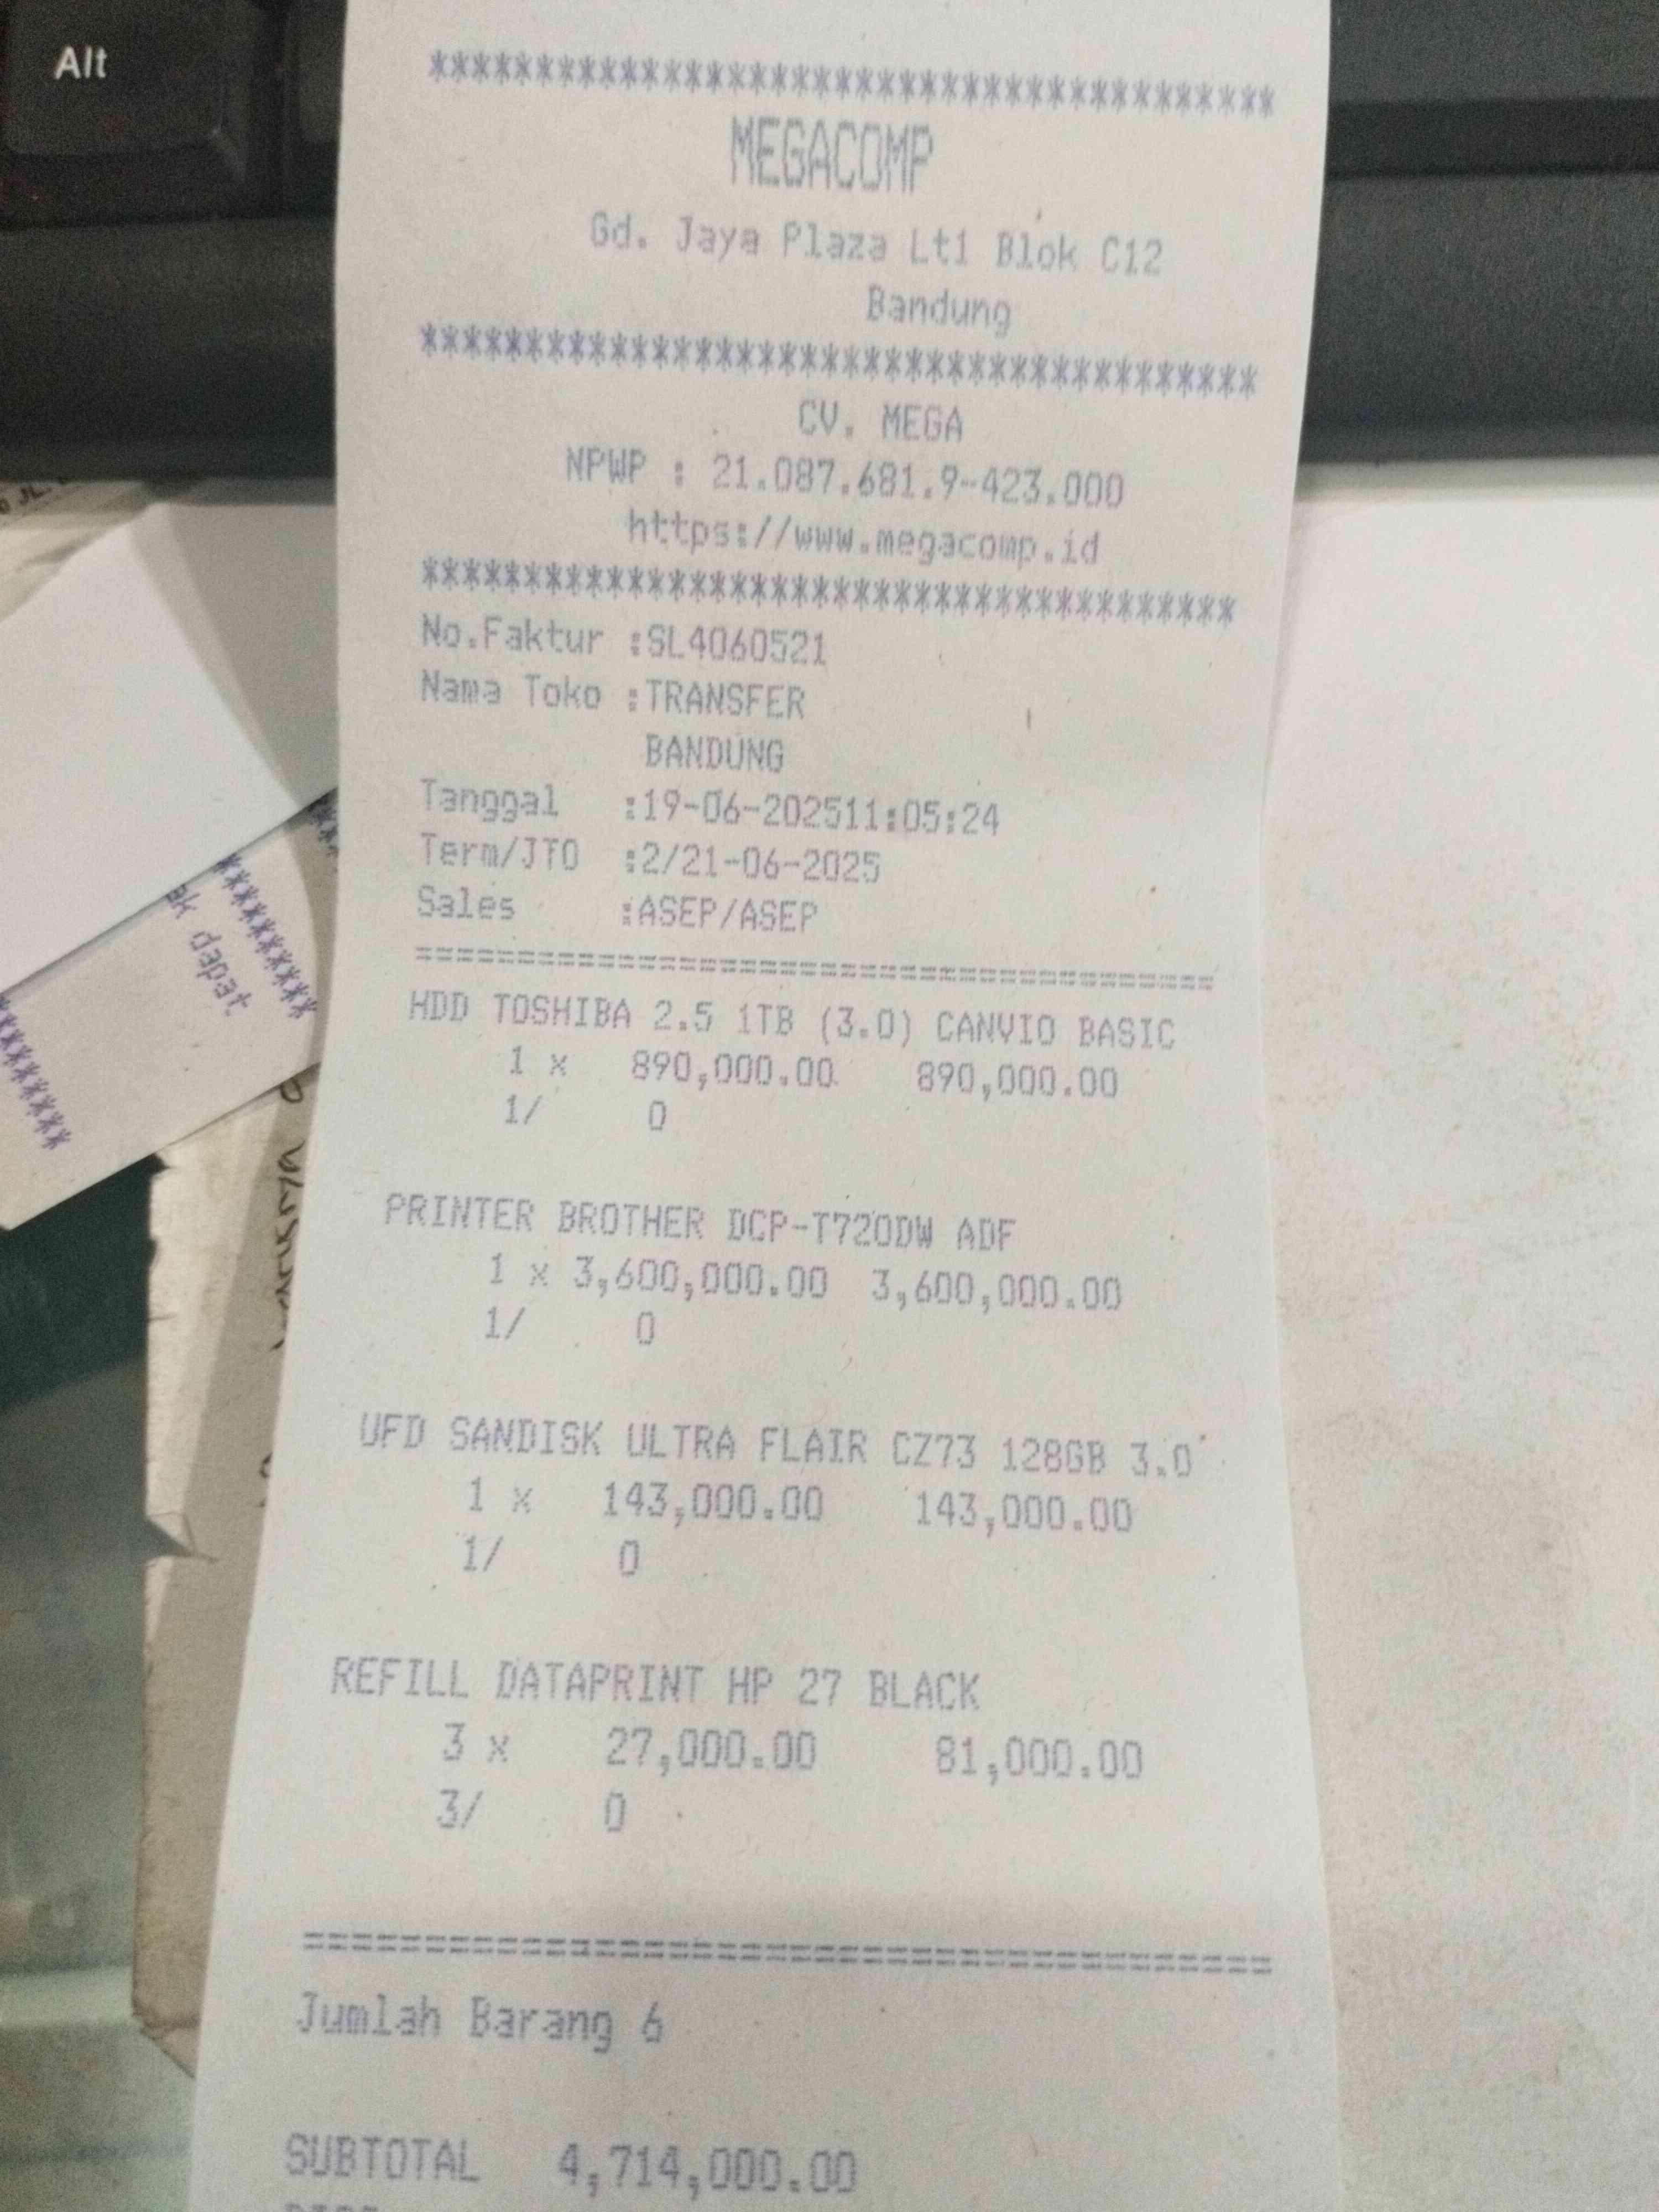 Alt
****************************************
MEGACOMP
Gd. Jaya Plaza Lt1 Blok C12
Bandung
****************************************
CV. MEGA
NPWP : 21.087.681.9-423.000
https://www.megacomp.id
****************************************
No.Faktur :SL4060521
Nama Toko :TRANSFER
BANDUNG
Tanggal :19-06-202511:05:24
Term/JTO :2/21-06-2025
Sales :ASEP/ASEP
========================================
HDD TOSHIBA 2.5 1TB (3.0) CANVIO BASIC
1 x 890,000.00 890,000.00
1/ 0
PRINTER BROTHER DCP-T720DW ADF
1 x 3,600,000.00 3,600,000.00
1/ 0
UFD SANDISK ULTRA FLAIR CZ73 128GB 3.0
1 x 143,000.00 143,000.00
1/ 0
REFILL DATAPRINT HP 27 BLACK
3 x 27,000.00 81,000.00
3/ 0
========================================
Jumlah Barang 6
SUBTOTAL 4,714,000.00
dapat